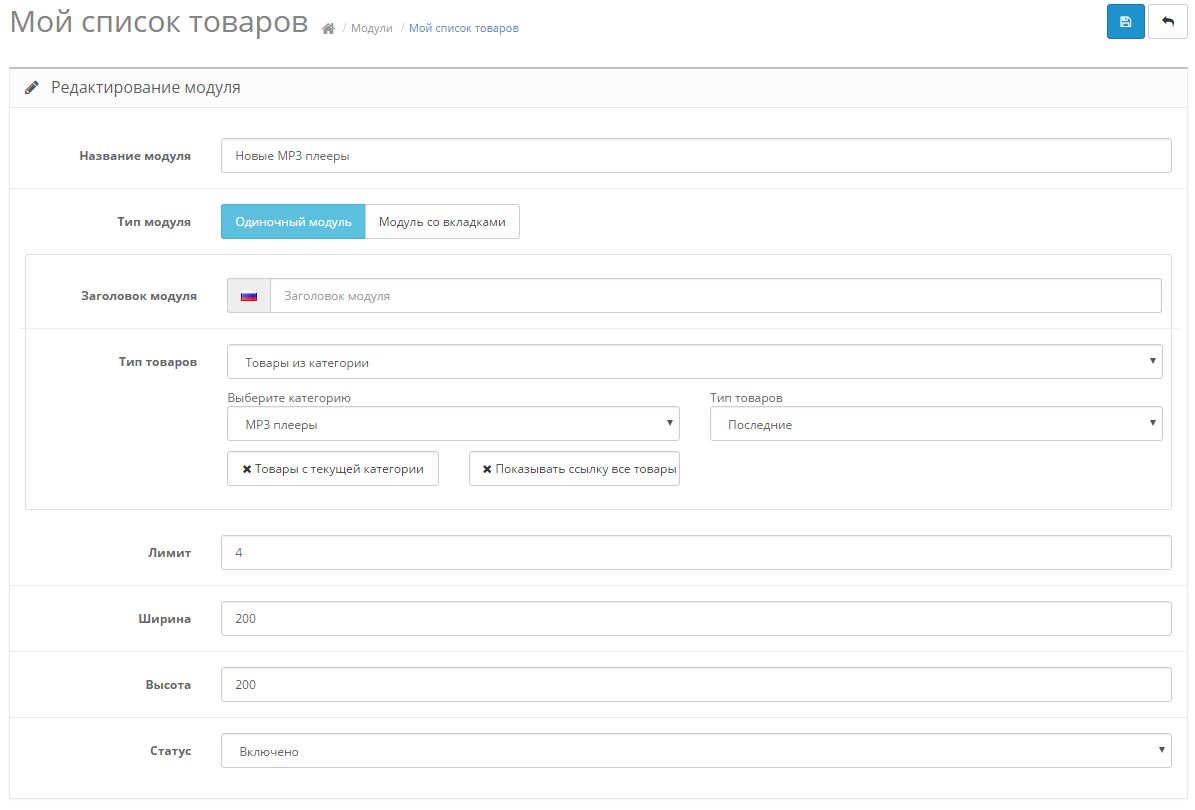 Мой список товаров / Модули / Мой список товаров
Редактирование модуля
Название модуля Новые MP3 плееры
Тип модуля Одиночный модуль Модуль со вкладками
Заголовок модуля Заголовок модуля
Тип товаров Товары из категории
Выберите категорию Тип товаров
MP3 плееры Последние
Товары с текущей категории Показывать ссылку все товары
Лимит 4
Ширина 200
Высота 200
Статус Включено